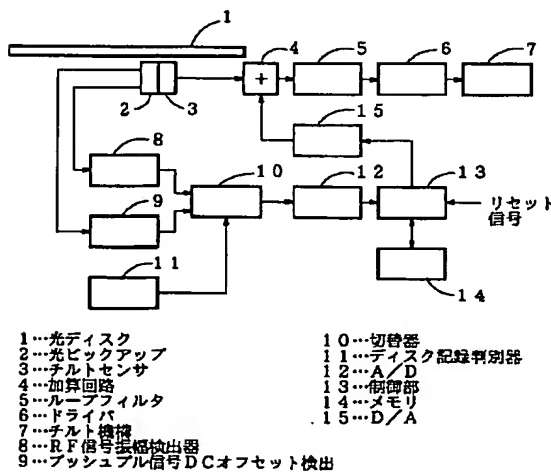 1
4
5
6
7
2
3
15
8
10
12
13
リセット
信号
9
11
14
1…光ディスク
2…光ピックアップ
3…チルトセンサ
4…加算回路
5…ループフィルタ
6…ドライバ
7…チルト機構
8…RF信号振幅検出器
9…プッシュプル信号DCオフセット検出
10…切替器
11…ディスク記録判別器
12…A/D
13…制御部
14…メモリ
15…D/A